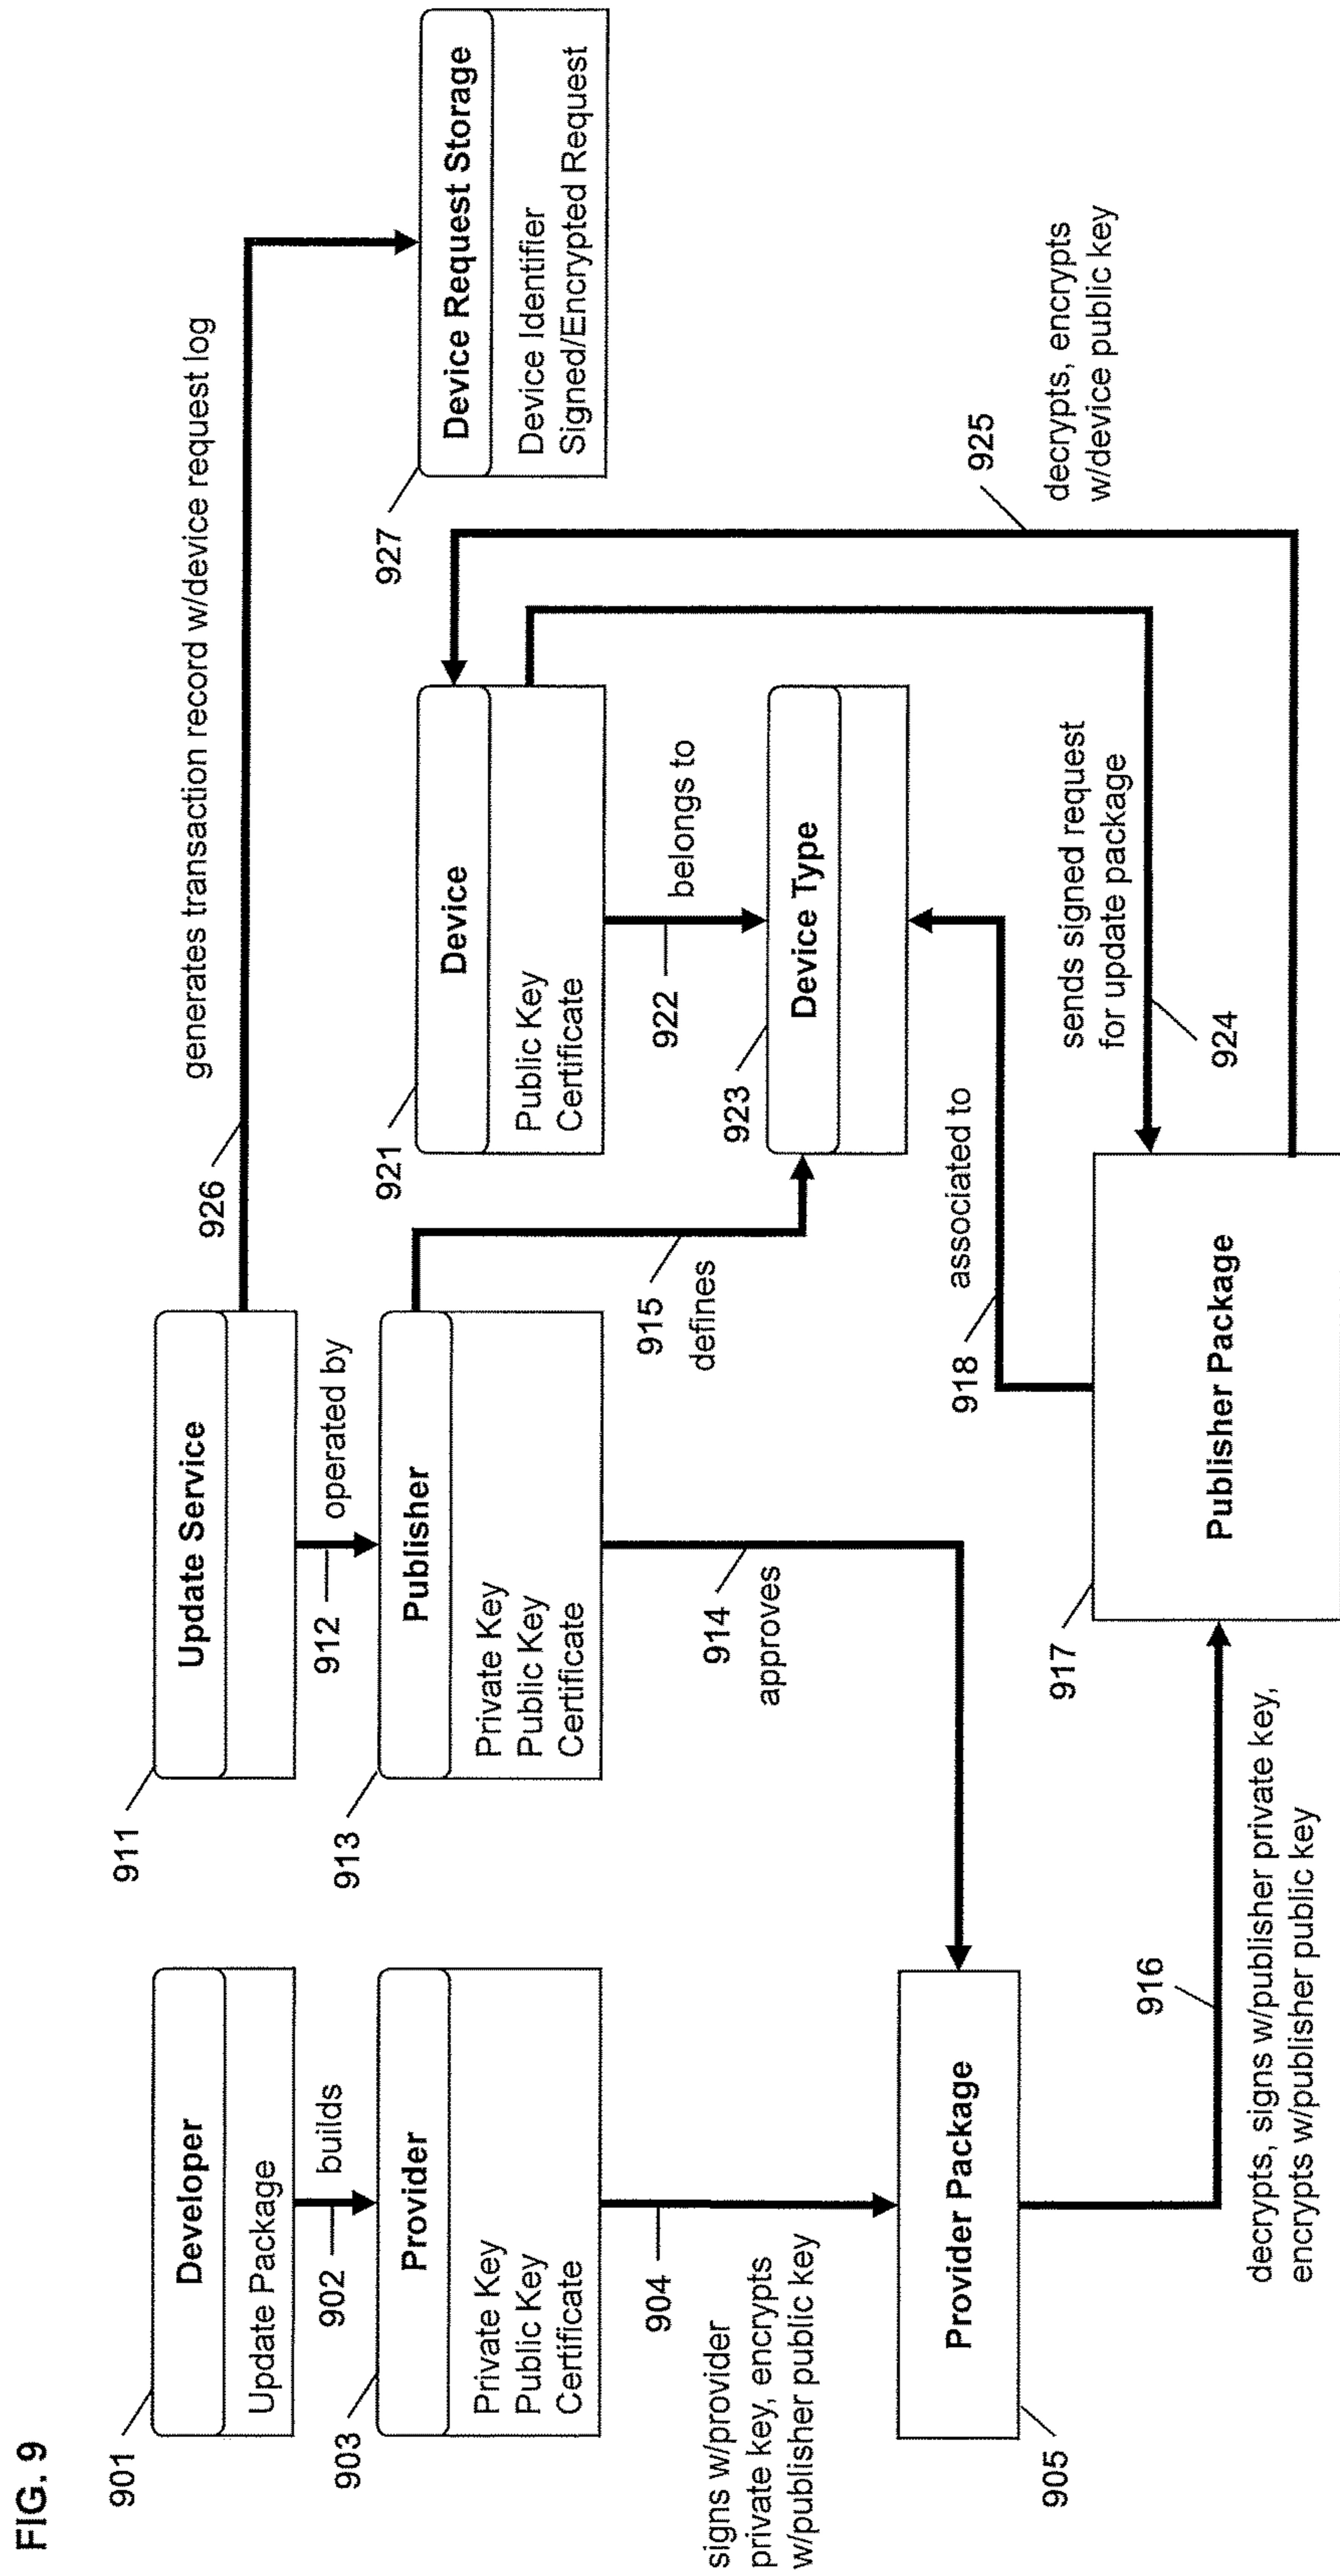 FIG. 9
901
Developer
Update Package
902
builds
903
Provider
Private Key
Public Key
Certificate
904
signs w/provider
private key, encrypts
w/publisher public key
905
Provider Package
911
Update Service
912
operated by
913
Publisher
Private Key
Public Key
Certificate
914
approves
915
defines
916
decrypts, signs w/publisher private key,
encrypts w/publisher public key
917
Publisher Package
918
associated to
926
generates transaction record w/device request log
921
Device
Public Key
Certificate
922
belongs to
923
Device Type
sends signed request
for update package
924
925
decrypts, encrypts
w/device public key
927
Device Request Storage
Device Identifier
Signed/Encrypted Request